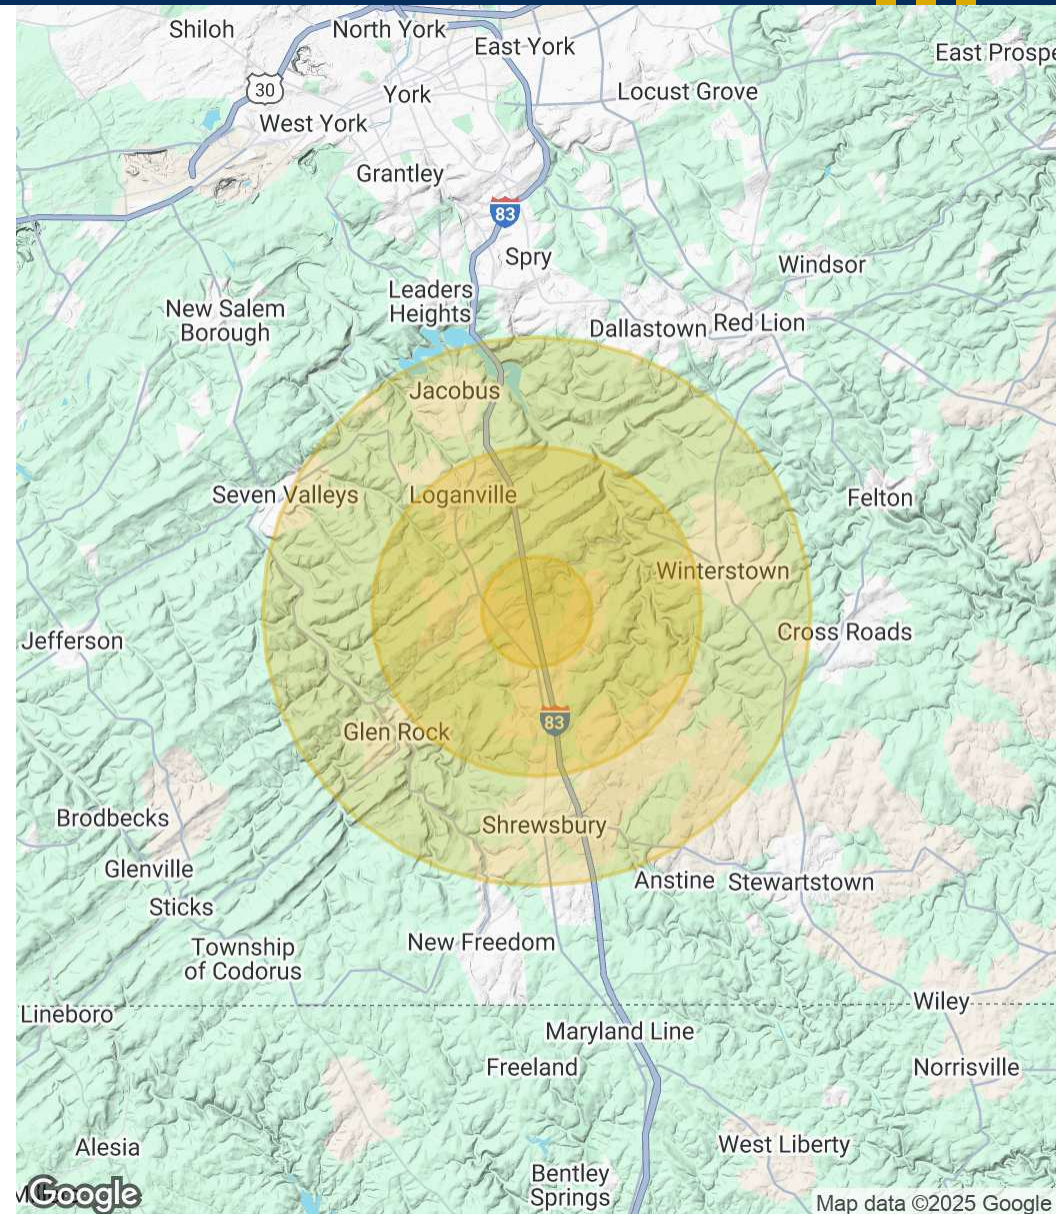 Shiloh
North York
East York
East Prospe
30
York
Locust Grove
West York
Grantley
83
Spry
Windsor
Leaders
Heights
New Salem
Borough
Dallastown
Red Lion
Jacobus
Seven Valleys
Loganville
Felton
Winterstown
Jefferson
Cross Roads
83
Glen Rock
Brodbecks
Shrewsbury
Glenville
Anstine
Stewartstown
Sticks
Township
of Codorus
New Freedom
Lineboro
Wiley
Maryland Line
Freeland
Norrisville
Alesia
West Liberty
Bentley
Springs
Google
Map data ©2025 Google